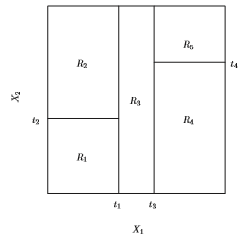 R₅
R₂
t₄
R₃
X₂
t₂
R₄
R₁
t₁
t₃
X₁